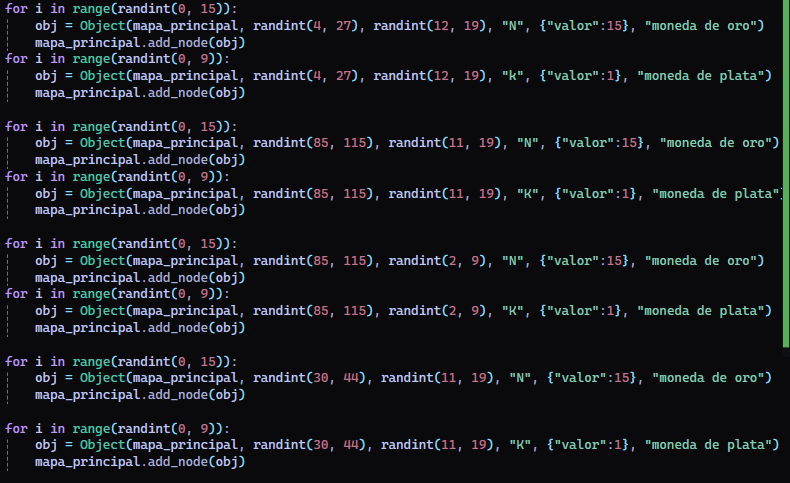 for i in range(randint(0, 15)):
    obj = Object(mapa_principal, randint(4, 27), randint(12, 19), "N", {"valor":15}, "moneda de oro")
    mapa_principal.add_node(obj)
for i in range(randint(0, 9)):
    obj = Object(mapa_principal, randint(4, 27), randint(12, 19), "k", {"valor":1}, "moneda de plata")
    mapa_principal.add_node(obj)
for i in range(randint(0, 15)):
    obj = Object(mapa_principal, randint(85, 115), randint(11, 19), "N", {"valor":15}, "moneda de oro")
    mapa_principal.add_node(obj)
for i in range(randint(0, 9)):
    obj = Object(mapa_principal, randint(85, 115), randint(11, 19), "K", {"valor":1}, "moneda de plata"
    mapa_principal.add_node(obj)
for i in range(randint(0, 15)):
    obj = Object(mapa_principal, randint(85, 115), randint(2, 9), "N", {"valor":15}, "moneda de oro")
    mapa_principal.add_node(obj)
for i in range(randint(0, 9)):
    obj = Object(mapa_principal, randint(85, 115), randint(2, 9), "K", {"valor":1}, "moneda de plata")
    mapa_principal.add_node(obj)
for i in range(randint(0, 15)):
    obj = Object(mapa_principal, randint(30, 44), randint(11, 19), "N", {"valor":15}, "moneda de oro")
    mapa_principal.add_node(obj)
for i in range(randint(0, 9)):
    obj = Object(mapa_principal, randint(30, 44), randint(11, 19), "K", {"valor":1}, "moneda de plata")
    mapa_principal.add_node(obj)